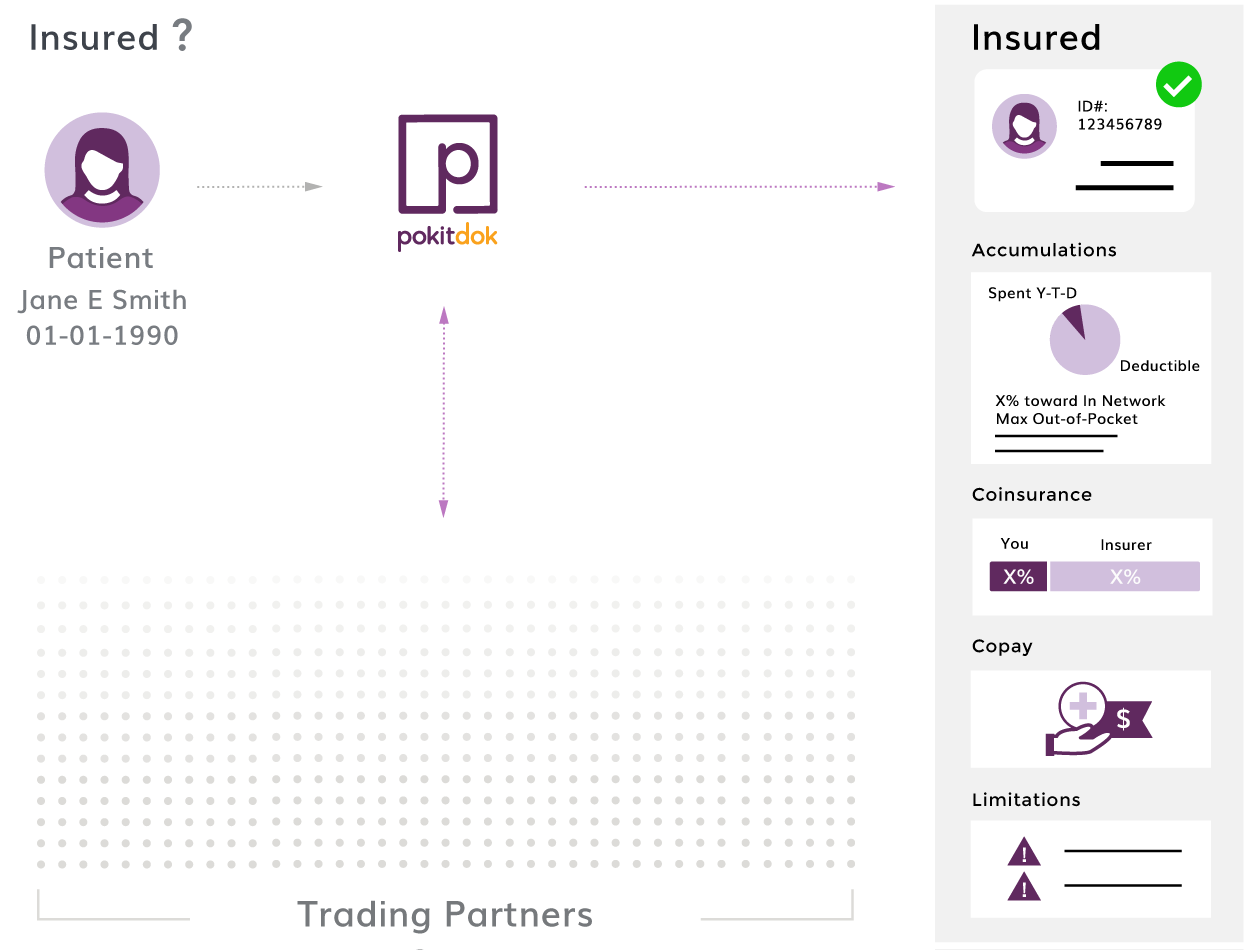 Insured ?
Patient
Jane E Smith
01-01-1990
p
pokitdok
Trading Partners
Insured
ID#:
123456789
Accumulations
Spent Y-T-D
Deductible
X% toward In Network
Max Out-of-Pocket
Coinsurance
You Insurer
X% X%
Copay
$
Limitations
!
!